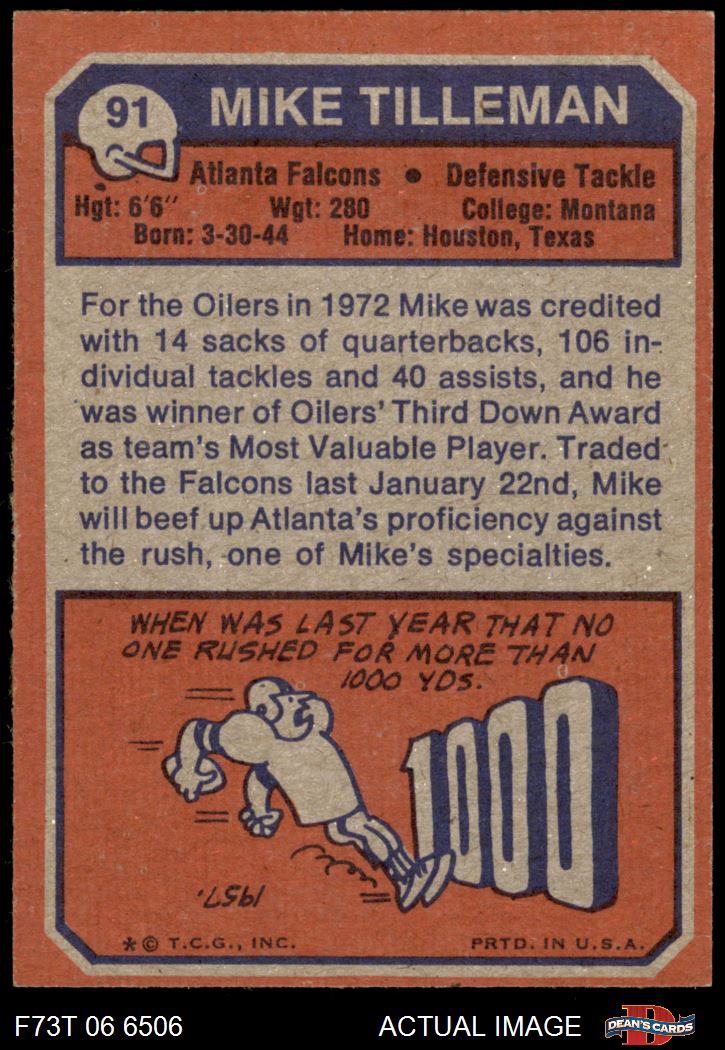 91 MIKE TILLEMAN
Atlanta Falcons • Defensive Tackle
Hgt: 6'6" Wgt: 280 College: Montana
Born: 3-30-44 Home: Houston, Texas
For the Oilers in 1972 Mike was credited
with 14 sacks of quarterbacks, 106 in-
dividual tackles and 40 assists, and he
was winner of Oilers' Third Down Award
as team's Most Valuable Player. Traded
to the Falcons last January 22nd, Mike
will beef up Atlanta's proficiency against
the rush, one of Mike's specialties.
WHEN WAS LAST YEAR THAT NO
ONE RUSHED FOR MORE THAN
1000 YDS.
1000
1957.
*© T.C.G., INC. PRTD. IN U.S.A.
F73T 06 6506 ACTUAL IMAGE D DEAN'S CARDS